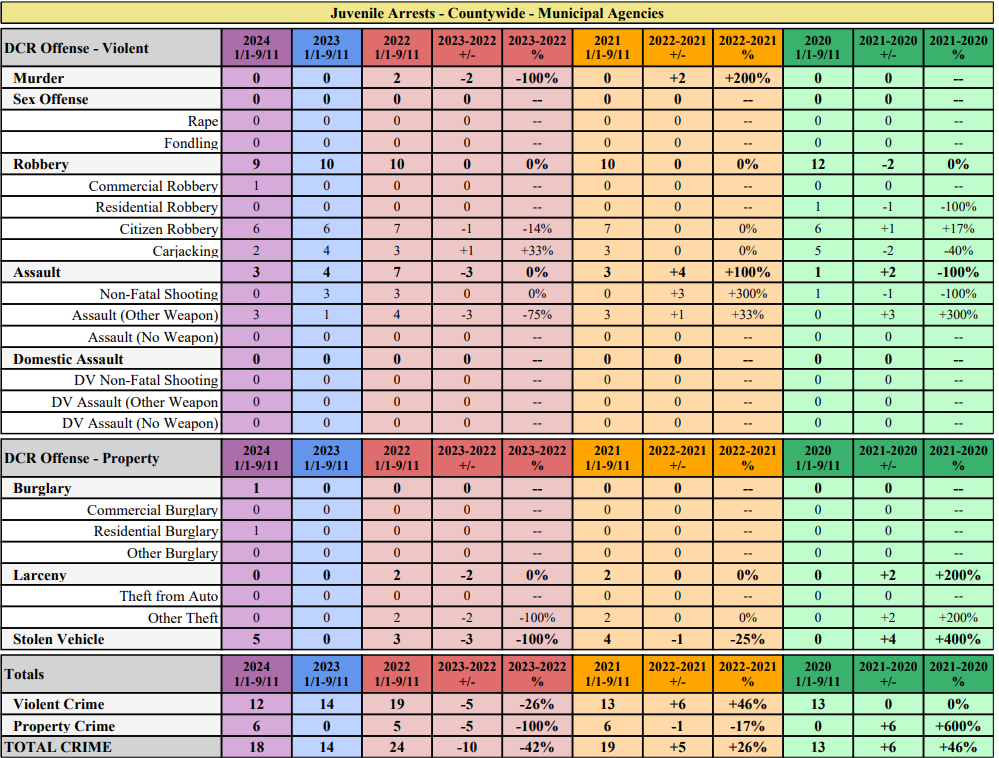 Juvenile Arrests - Countywide - Municipal Agencies
DCR Offense - Violent 2024 1/1-9/11 2023 1/1-9/11 2022 1/1-9/11 2023-2022 +/- 2023-2022 % 2021 1/1-9/11 2022-2021 +/- 2022-2021 % 2020 1/1-9/11 2021-2020 +/- 2021-2020 %
Murder 0 0 2 -2 -100% 0 +2 +200% 0 0 --
Sex Offense 0 0 0 0 -- 0 0 -- 0 0 --
Rape 0 0 0 0 -- 0 0 -- 0 0 --
Fondling 0 0 0 0 -- 0 0 -- 0 0 --
Robbery 9 10 10 0 0% 10 0 0% 12 -2 0%
Commercial Robbery 1 0 0 0 -- 0 0 -- 0 0 --
Residential Robbery 0 0 0 0 -- 0 0 -- 1 -1 -100%
Citizen Robbery 6 6 7 -1 -14% 7 0 0% 6 +1 +17%
Carjacking 2 4 3 +1 +33% 3 0 0% 5 -2 -40%
Assault 3 4 7 -3 0% 3 +4 +100% 1 +2 -100%
Non-Fatal Shooting 0 3 3 0 0% 0 +3 +300% 1 -1 -100%
Assault (Other Weapon) 3 1 4 -3 -75% 3 +1 +33% 0 +3 +300%
Assault (No Weapon) 0 0 0 0 -- 0 0 -- 0 0 --
Domestic Assault 0 0 0 0 -- 0 0 -- 0 0 --
DV Non-Fatal Shooting 0 0 0 0 -- 0 0 -- 0 0 --
DV Assault (Other Weapon 0 0 0 0 -- 0 0 -- 0 0 --
DV Assault (No Weapon) 0 0 0 0 -- 0 0 -- 0 0 --
DCR Offense - Property 2024 1/1-9/11 2023 1/1-9/11 2022 1/1-9/11 2023-2022 +/- 2023-2022 % 2021 1/1-9/11 2022-2021 +/- 2022-2021 % 2020 1/1-9/11 2021-2020 +/- 2021-2020 %
Burglary 1 0 0 0 -- 0 0 -- 0 0 --
Commercial Burglary 0 0 0 0 -- 0 0 -- 0 0 --
Residential Burglary 1 0 0 0 -- 0 0 -- 0 0 --
Other Burglary 0 0 0 0 -- 0 0 -- 0 0 --
Larceny 0 0 2 -2 0% 2 0 0% 0 +2 +200%
Theft from Auto 0 0 0 0 -- 0 0 -- 0 0 --
Other Theft 0 0 2 -2 -100% 2 0 0% 0 +2 +200%
Stolen Vehicle 5 0 3 -3 -100% 4 -1 -25% 0 +4 +400%
Totals 2024 1/1-9/11 2023 1/1-9/11 2022 1/1-9/11 2023-2022 +/- 2023-2022 % 2021 1/1-9/11 2022-2021 +/- 2022-2021 % 2020 1/1-9/11 2021-2020 +/- 2021-2020 %
Violent Crime 12 14 19 -5 -26% 13 +6 +46% 13 0 0%
Property Crime 6 0 5 -5 -100% 6 -1 -17% 0 +6 +600%
TOTAL CRIME 18 14 24 -10 -42% 19 +5 +26% 13 +6 +46%